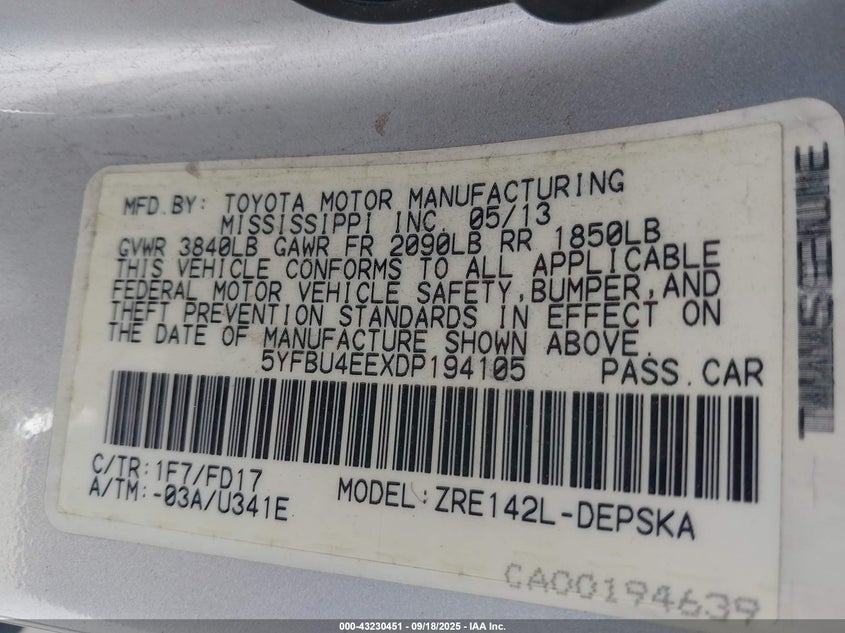 MFD.BY: TOYOTA MOTOR MANUFACTURING
MISSISSIPPI INC. 05/13
GVWR 3840LB GAWR FR 2090LB RR 1850LB
THIS VEHICLE CONFORMS TO ALL APPLICABLE
FEDERAL MOTOR VEHICLE SAFETY,BUMPER,AND
THEFT PREVENTION STANDARDS IN EFFECT ON
THE DATE OF MANUFACTURE SHOWN ABOVE.
5YFBU4EEXDP194105 PASS.CAR
C/TR:1F7/FD17
A/TM:-03A/U341E
MODEL:ZRE142L-DEPSKA
CA00194639
000-43230451 | 09/18/2025 - IAA Inc.